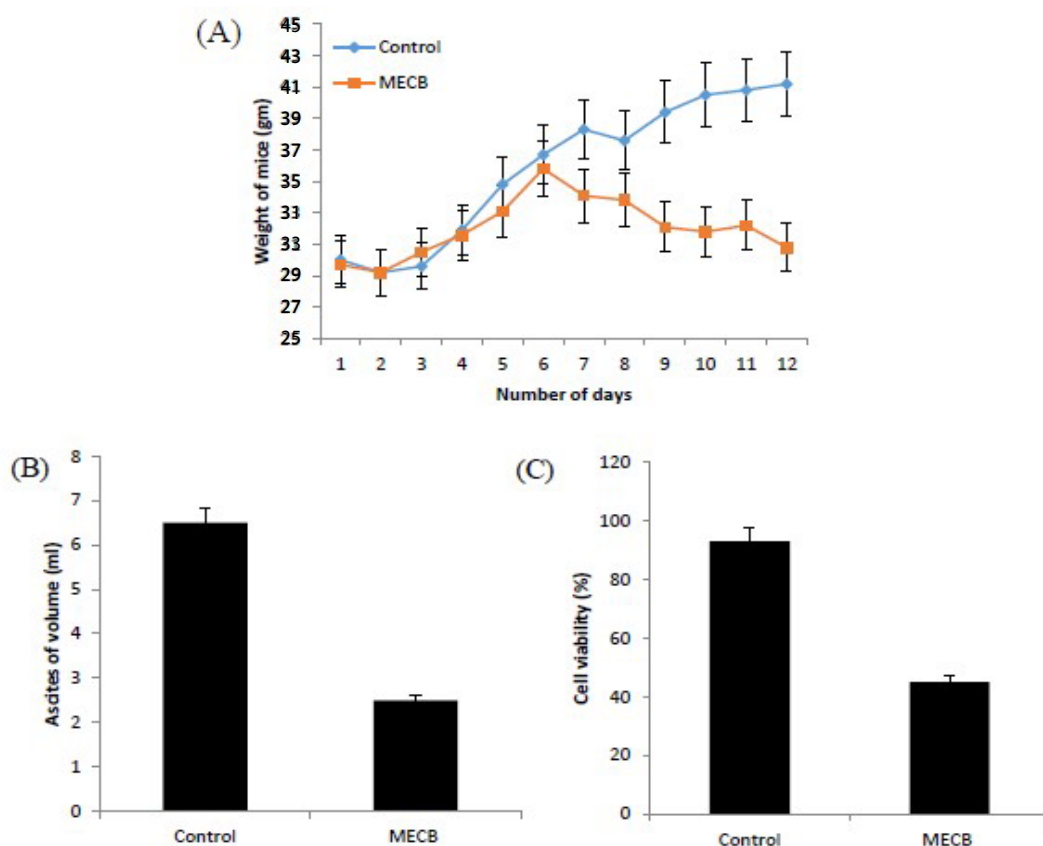 (A)
Weight of mice (gm)
45
43
41
39
37
35
33
31
29
27
25
Control
MECB
1 2 3 4 5 6 7 8 9 10 11 12
Number of days
(B)
Ascites of volume (ml)
8
7
6
5
4
3
2
1
0
Control MECB
(C)
Cell viability (%)
120
100
80
60
40
20
0
Control MECB